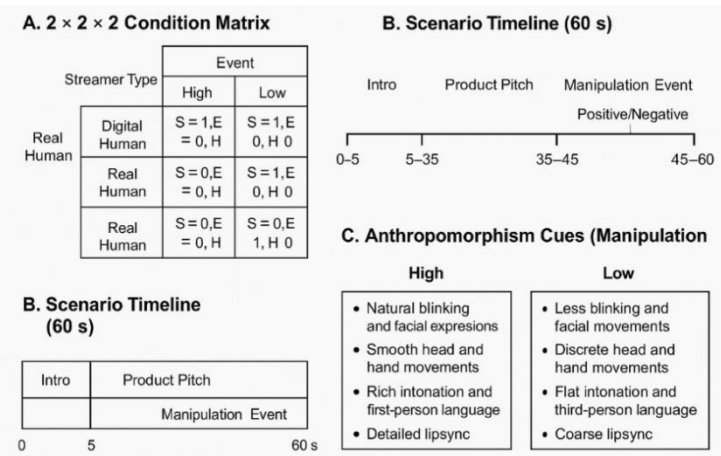 A. 2 × 2 × 2 Condition Matrix
Event
Streamer Type
High Low
Real
Human
Digital
Human
S = 1,E
= 0, H
S = 1,E
0, H 0
Real
Human
S = 0,E
= 0, H
S = 1,E
0, H 0
Real
Human
S = 0,E
= 0, H
S = 0,E
1, H 0
B. Scenario Timeline
(60 s)
Intro Product Pitch
Manipulation Event
0 5 60 s
B. Scenario Timeline (60 s)
Intro Product Pitch Manipulation Event
Positive/Negative
0–5 5–35 35–45 45–60
C. Anthropomorphism Cues (Manipulation
High
• Natural blinking
and facial expresions
• Smooth head and
hand movements
• Rich intonation and
first-person language
• Detailed lipsync
Low
• Less blinking and
facial movements
• Discrete head and
hand movements
• Flat intonation and
third-person language
• Coarse lipsync